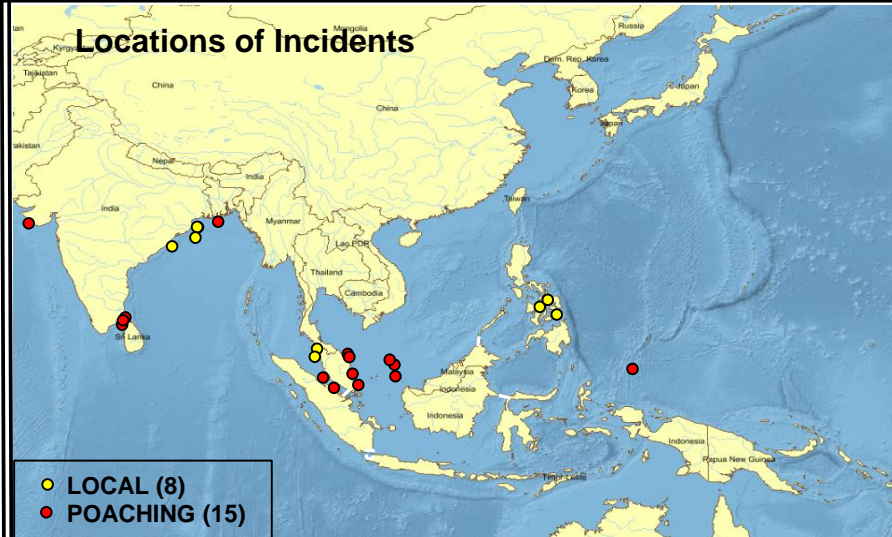 Locations of Incidents
Mongolia
Russia
Tajikistan
China
China
Dem. Rep. Korea
Korea
Japan
Japan
Nepal
India
India
Myanmar
Taiwan
Lao PDR
Thailand
Cambodia
Sri Lanka
Malaysia
Indonesia
Indonesia
Indonesia
Papua New Guinea
Timor-Leste
LOCAL (8)
POACHING (15)